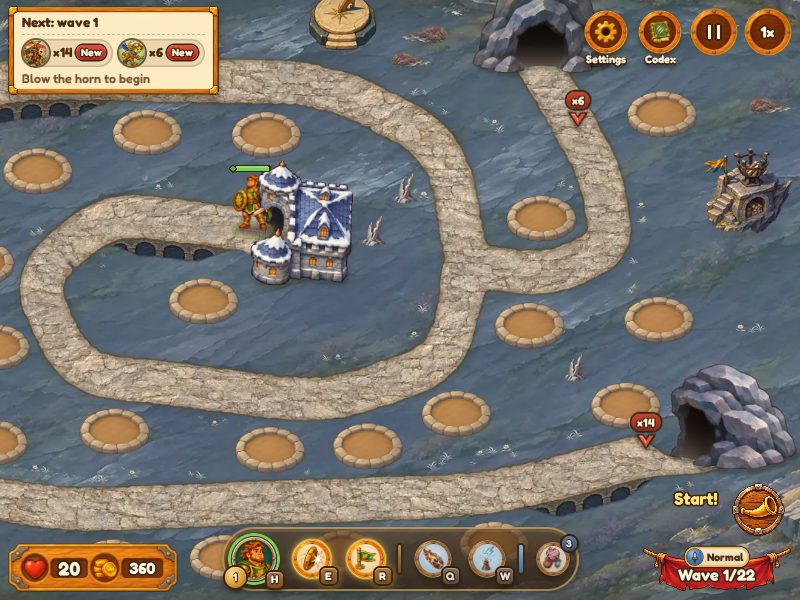 Next: wave 1
x14 New x6 New
Blow the horn to begin
Settings
Codex
1x
x6
x14
Start!
20
360
1
H
E
R
Q
W
3
Normal
Wave 1/22